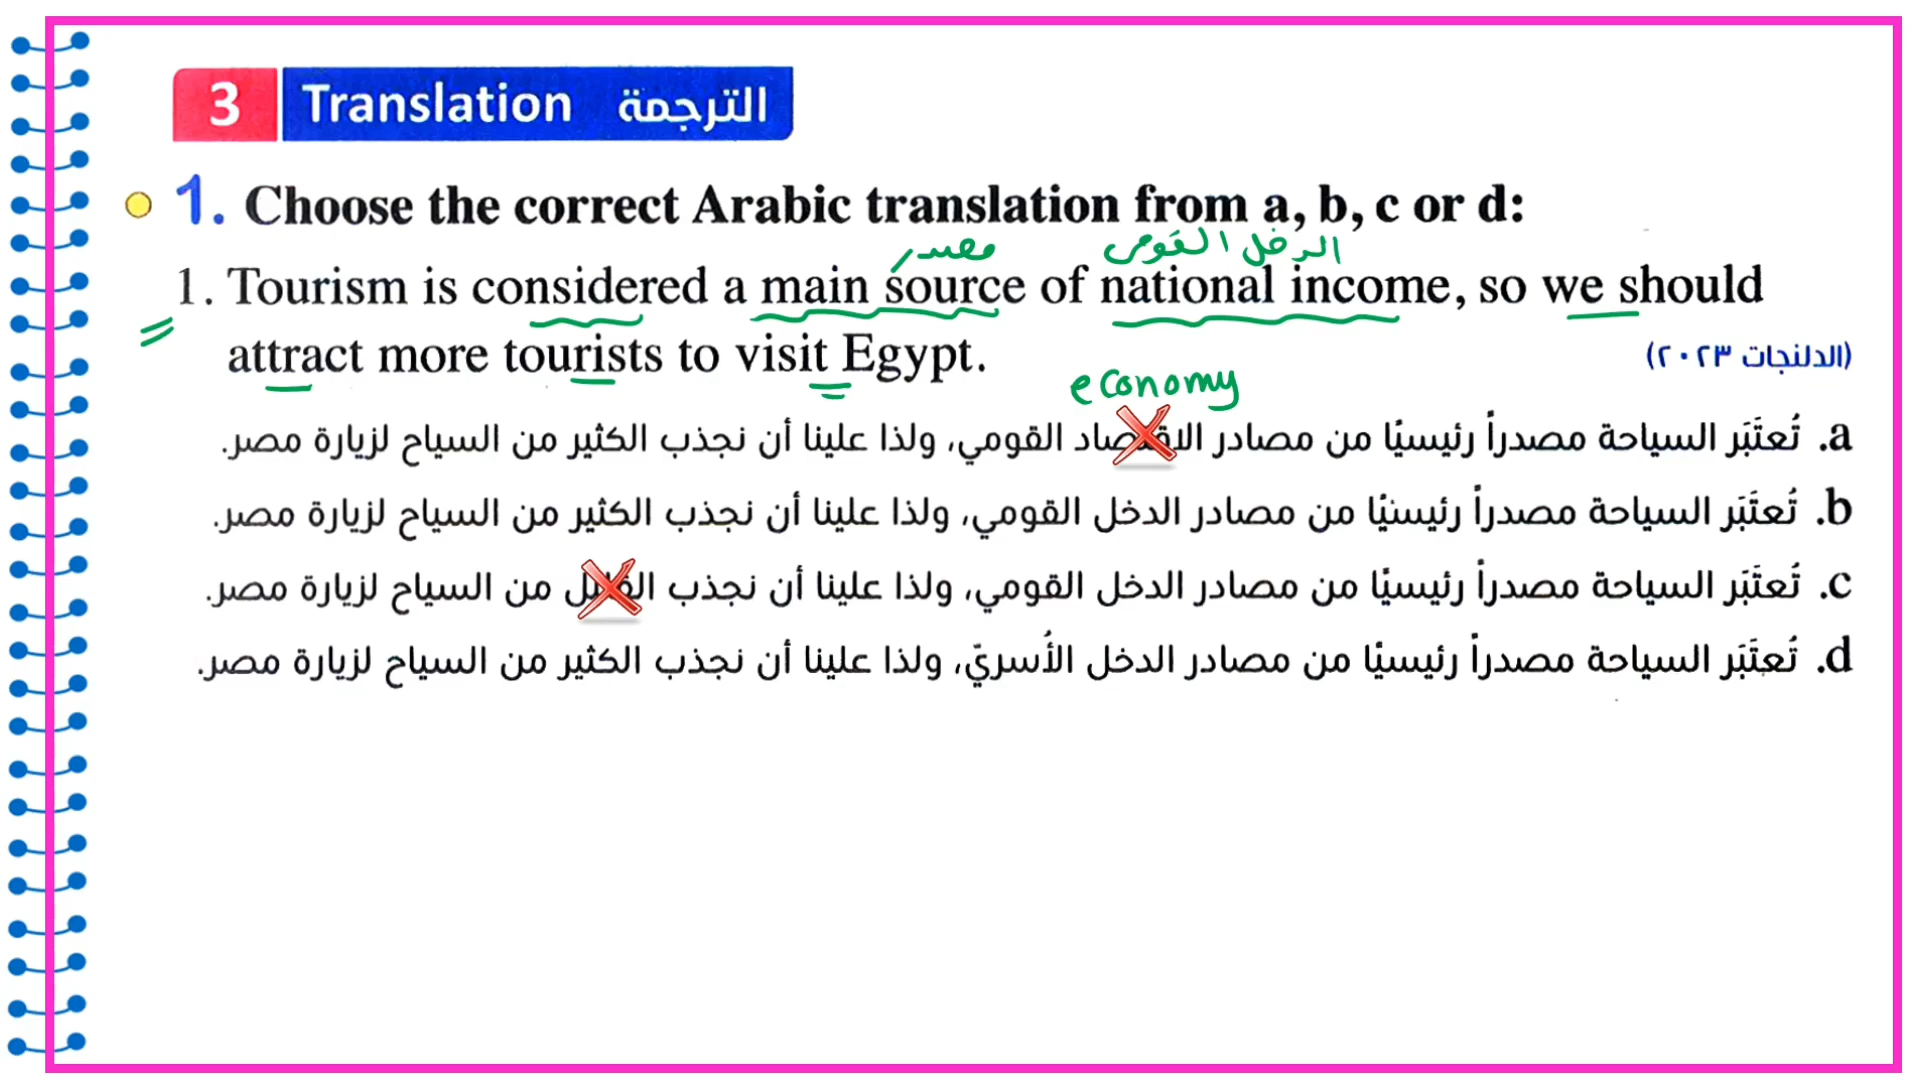 3 Translation الترجمة
1. Choose the correct Arabic translation from a, b, c or d:
مصدر الدخل القومى
1. Tourism is considered a main source of national income, so we should
attract more tourists to visit Egypt. (الدلنجات ٢٠٢٣)
economy
a. تُعتَبَر السياحة مصدراً رئيسيًا من مصادر الاقتصاد القومي، ولذا علينا أن نجذب الكثير من السياح لزيارة مصر.
b. تُعتَبَر السياحة مصدراً رئيسنيًا من مصادر الدخل القومي، ولذا علينا أن نجذب الكثير من السياح لزيارة مصر.
c. تُعتَبَر السياحة مصدراً رئيسيًا من مصادر الدخل القومي، ولذا علينا أن نجذب القليل من السياح لزيارة مصر.
d. تُعتَبَر السياحة مصدراً رئيسيًا من مصادر الدخل الأُسريّ، ولذا علينا أن نجذب الكثير من السياح لزيارة مصر.